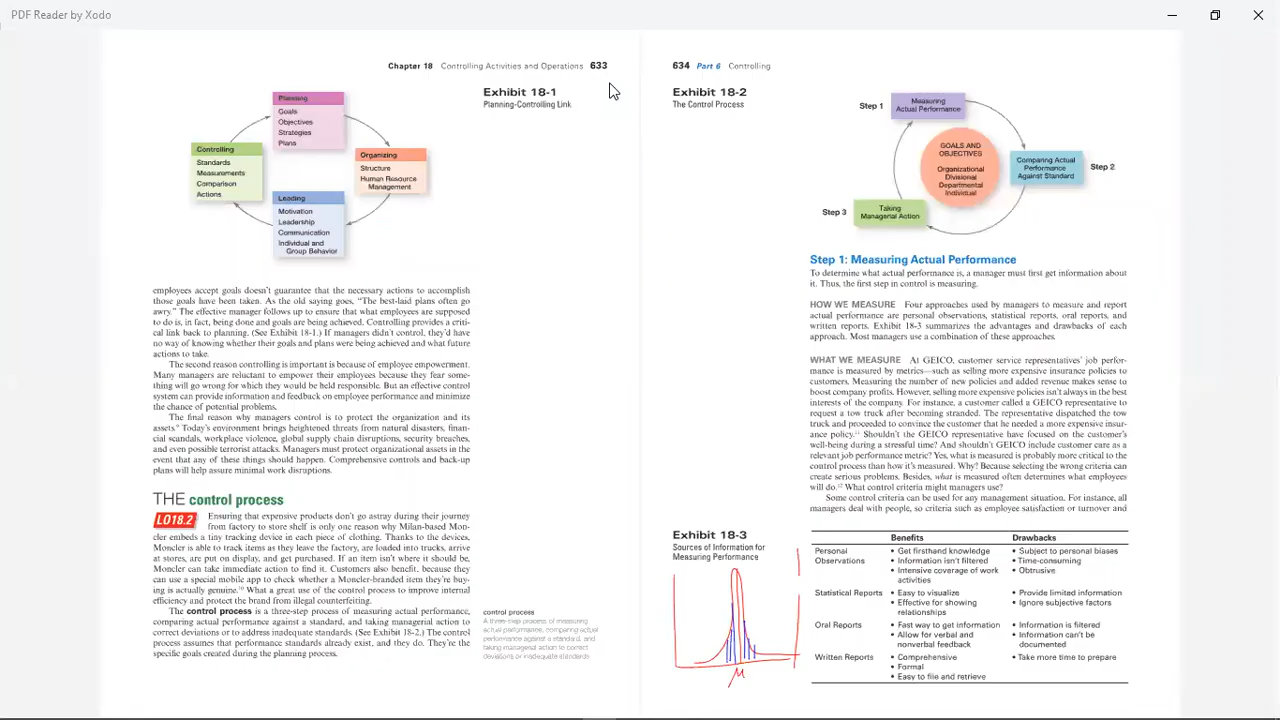 PDF Reader by Xodo
Chapter 18 Controlling Activities and Operations 633
Exhibit 18-1
Planning-Controlling Link
Planning
Goals
Objectives
Strategies
Plans
Controlling
Standards
Measurements
Comparison
Actions
Organizing
Structure
Human Resource
Management
Leading
Motivation
Leadership
Communication
Individual and
Group Behavior
employees accept goals doesn't guarantee that the necessary actions to accomplish
those goals have been taken. As the old saying goes, "The best-laid plans often go
awry." The effective manager follows up to ensure that what employees are supposed
to do is, in fact, being done and goals are being achieved. Controlling provides a criti-
cal link back to planning. (See Exhibit 18-1.) If managers didn't control, they'd have
no way of knowing whether their goals and plans were being achieved and what future
actions to take.
The second reason controlling is important is because of employee empowerment.
Many managers are reluctant to empower their employees because they fear some-
thing will go wrong for which they would be held responsible. But an effective control
system can provide information and feedback on employee performance and minimize
the chance of potential problems.
The final reason why managers control is to protect the organization and its
assets.⁹ Today's environment brings heightened threats from natural disasters, finan-
cial scandals, workplace violence, global supply chain disruptions, security breaches,
and even possible terrorist attacks. Managers must protect organizational assets in the
event that any of these things should happen. Comprehensive controls and back-up
plans will help assure minimal work disruptions.
THE control process
LO18.2 Ensuring that expensive products don't go astray during their journey
from factory to store shelf is only one reason why Milan-based Mon-
cler embeds a tiny tracking device in each piece of clothing. Thanks to the devices,
Moncler is able to track items as they leave the factory, are loaded into trucks, arrive
at stores, are put on display, and get purchased. If an item isn't where it should be,
Moncler can take immediate action to find it. Customers also benefit, because they
can use a special mobile app to check whether a Moncler-branded item they're buy-
ing is actually genuine.¹⁰ What a great use of the control process to improve internal
efficiency and protect the brand from illegal counterfeiting.
The control process is a three-step process of measuring actual performance,
comparing actual performance against a standard, and taking managerial action to
correct deviations or to address inadequate standards. (See Exhibit 18-2.) The control
process assumes that performance standards already exist, and they do. They're the
specific goals created during the planning process.
control process
A three-step process of measuring
actual performance, comparing actual
performance against a standard, and
taking managerial action to correct
deviations or inadequate standards
634 Part 6 Controlling
Exhibit 18-2
The Control Process
Step 1
Measuring
Actual Performance
GOALS AND
OBJECTIVES
Organizational
Divisional
Departmental
Individual
Comparing Actual
Performance
Against Standard
Step 2
Step 3
Taking
Managerial Action
Step 1: Measuring Actual Performance
To determine what actual performance is, a manager must first get information about
it. Thus, the first step in control is measuring.
HOW WE MEASURE Four approaches used by managers to measure and report
actual performance are personal observations, statistical reports, oral reports, and
written reports. Exhibit 18-3 summarizes the advantages and drawbacks of each
approach. Most managers use a combination of these approaches.
WHAT WE MEASURE At GEICO, customer service representatives' job perfor-
mance is measured by metrics—such as selling more expensive insurance policies to
customers. Measuring the number of new policies and added revenue makes sense to
boost company profits. However, selling more expensive policies isn't always in the best
interests of the company. For instance, a customer called a GEICO representative to
request a tow truck after becoming stranded. The representative dispatched the tow
truck and proceeded to convince the customer that he needed a more expensive insur-
ance policy.¹¹ Shouldn't the GEICO representative have focused on the customer's
well-being during a stressful time? And shouldn't GEICO include customer care as a
relevant job performance metric? Yes, what is measured is probably more critical to the
control process than how it's measured. Why? Because selecting the wrong criteria can
create serious problems. Besides, what is measured often determines what employees
will do.¹² What control criteria might managers use?
Some control criteria can be used for any management situation. For instance, all
managers deal with people, so criteria such as employee satisfaction or turnover and
Exhibit 18-3
Sources of Information for
Measuring Performance
M
Benefits Drawbacks
Personal • Get firsthand knowledge • Subject to personal biases
Observations • Information isn't filtered • Time-consuming
• Intensive coverage of work • Obtrusive
activities
Statistical Reports • Easy to visualize • Provide limited information
• Effective for showing • Ignore subjective factors
relationships
Oral Reports • Fast way to get information • Information is filtered
• Allow for verbal and • Information can't be
nonverbal feedback documented
Written Reports • Comprehensive • Take more time to prepare
• Formal
• Easy to file and retrieve